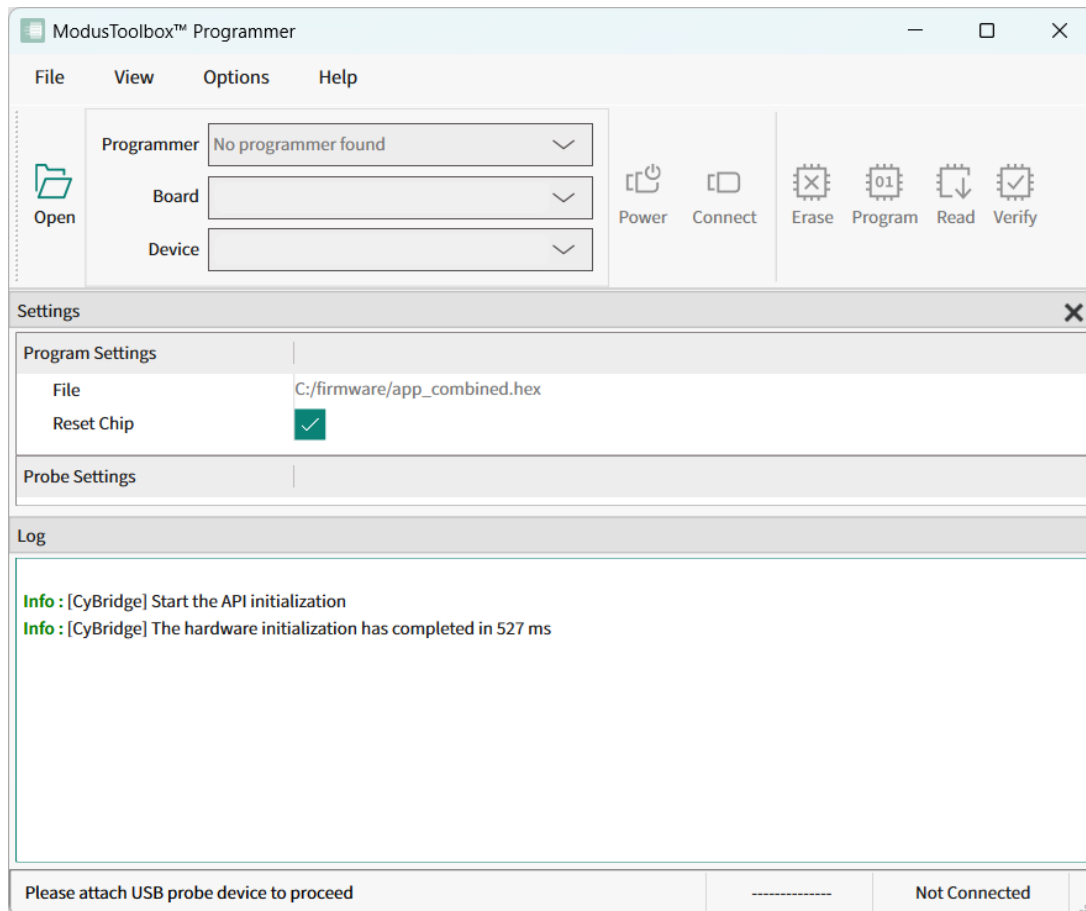 ModusToolbox™ Programmer
File View Options Help
Open
Programmer No programmer found
Board
Device
Power Connect Erase Program Read Verify
Settings
Program Settings
File C:/firmware/app_combined.hex
Reset Chip
Probe Settings
Log
Info : [CyBridge] Start the API initialization
Info : [CyBridge] The hardware initialization has completed in 527 ms
Please attach USB probe device to proceed -------------- Not Connected